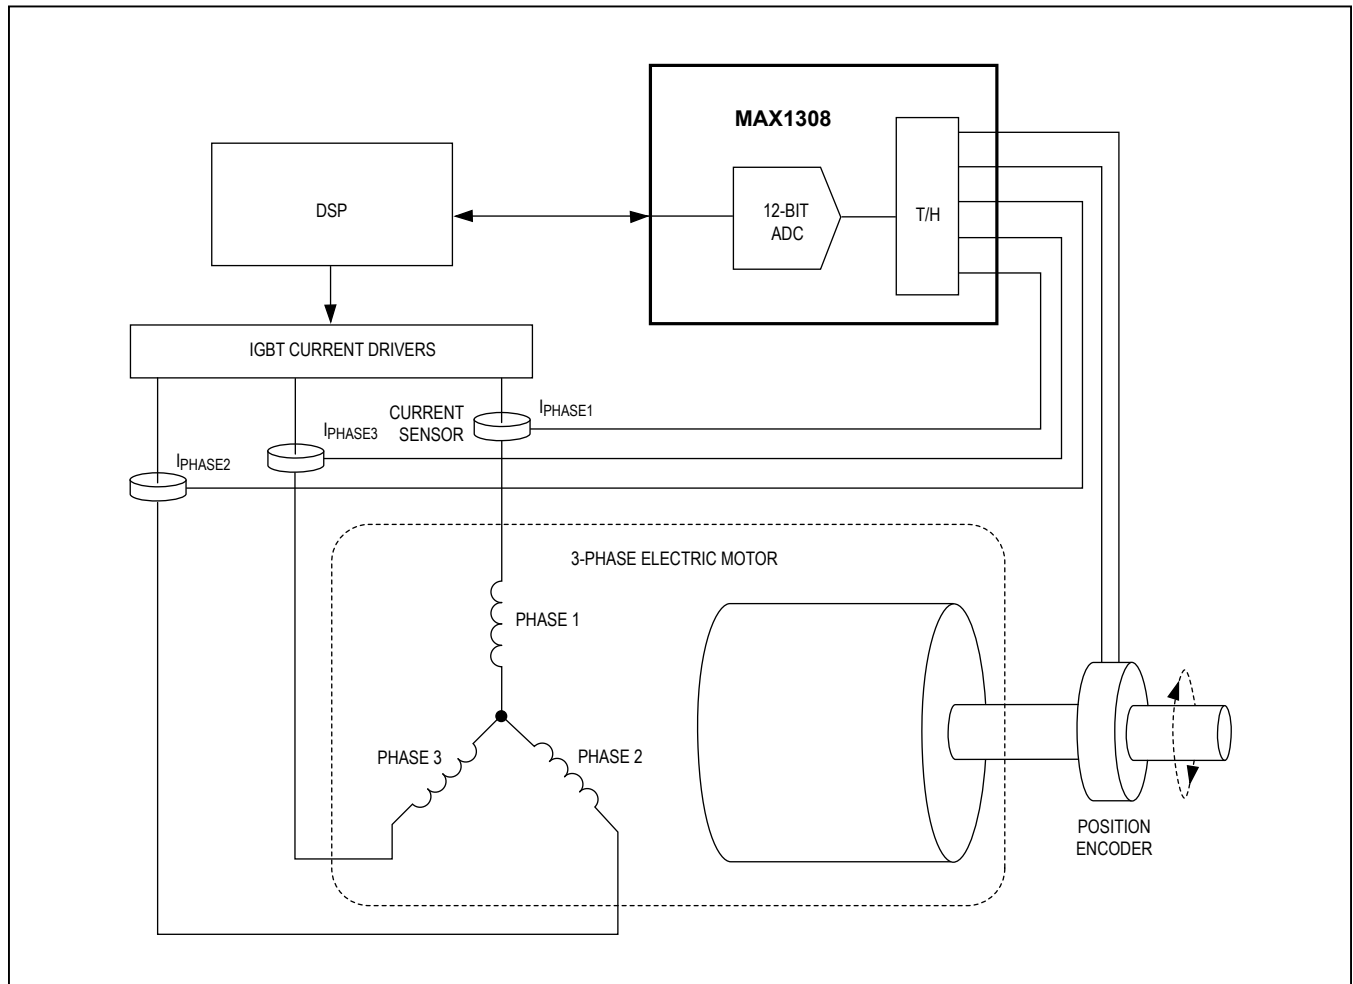 MAX1308
DSP
12-BIT
ADC
T/H
IGBT CURRENT DRIVERS
CURRENT
SENSOR
IPHASE1
IPHASE3
IPHASE2
3-PHASE ELECTRIC MOTOR
PHASE 1
PHASE 3
PHASE 2
POSITION
ENCODER